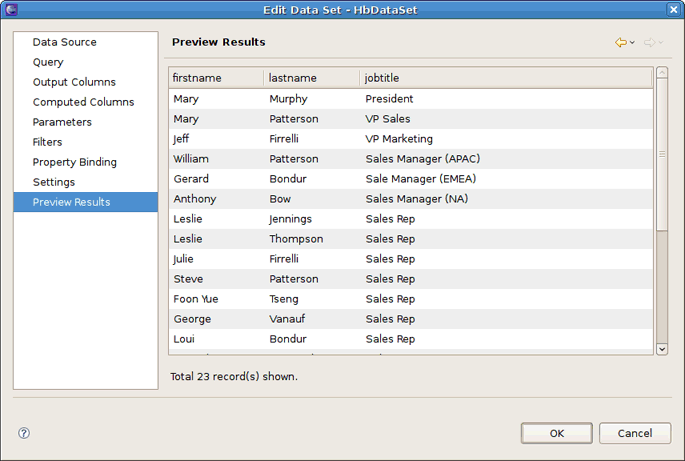 Edit Data Set - HbDataSet
Data Source
Query
Output Columns
Computed Columns
Parameters
Filters
Property Binding
Settings
Preview Results
Preview Results
firstname lastname jobtitle
Mary Murphy President
Mary Patterson VP Sales
Jeff Firrelli VP Marketing
William Patterson Sales Manager (APAC)
Gerard Bondur Sale Manager (EMEA)
Anthony Bow Sales Manager (NA)
Leslie Jennings Sales Rep
Leslie Thompson Sales Rep
Julie Firrelli Sales Rep
Steve Patterson Sales Rep
Foon Yue Tseng Sales Rep
George Vanauf Sales Rep
Loui Bondur Sales Rep
Total 23 record(s) shown.
?
OK Cancel